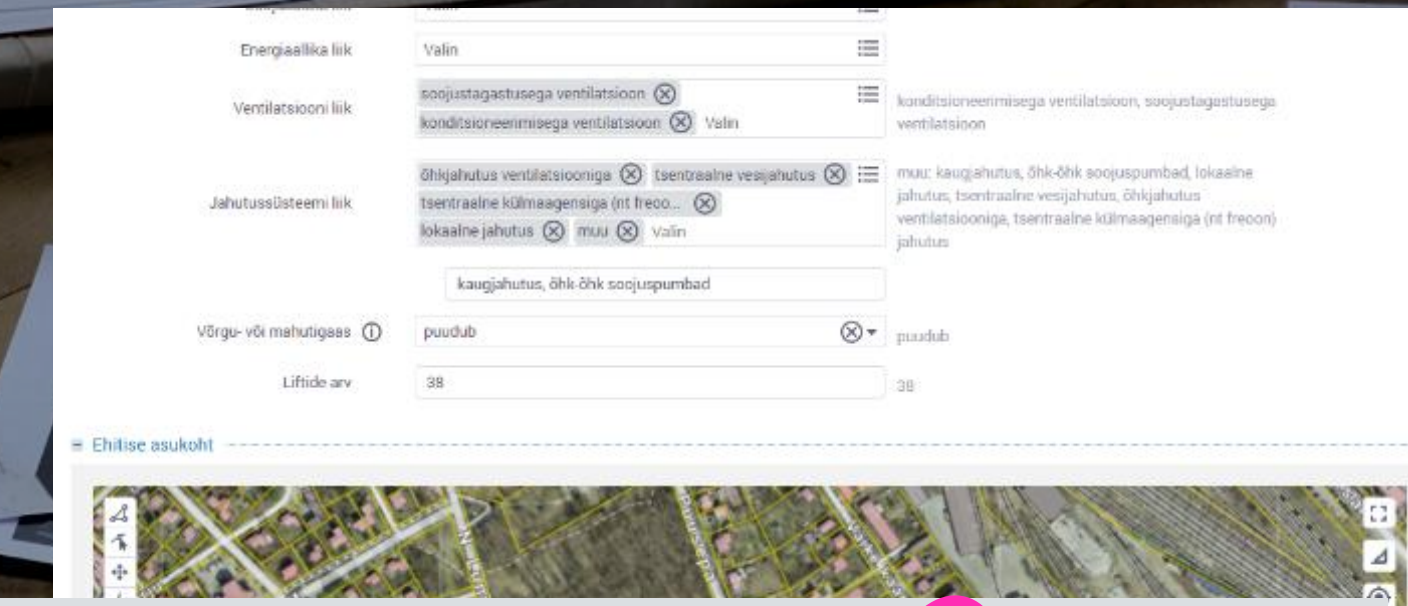 Energiaallika liik
Valin
Ventilatsiooni liik
soojustagastusega ventilatsioon
konditsioneerimisega ventilatsioon Valin
konditsioneerimisega ventilatsioon, soojustagastusega
ventilatsioon
Jahutussüsteemi liik
õhkjahutus ventilatsiooniga tsentraalne vesijahutus
tsentraalne külmaagensiga (nt freoo...
lokaalne jahutus muu Valin
muu: kaugjahutus, õhk-õhk soojuspumbad, lokaalne
jahutus, tsentraalne vesijahutus, õhkjahutus
ventilatsiooniga, tsentraalne külmaagensiga (nt freoon)
jahutus
kaugjahutus, õhk-õhk soojuspumbad
Võrgu- või mahutigaas
puudub
puudub
Liftide arv
38
38
Ehitise asukoht